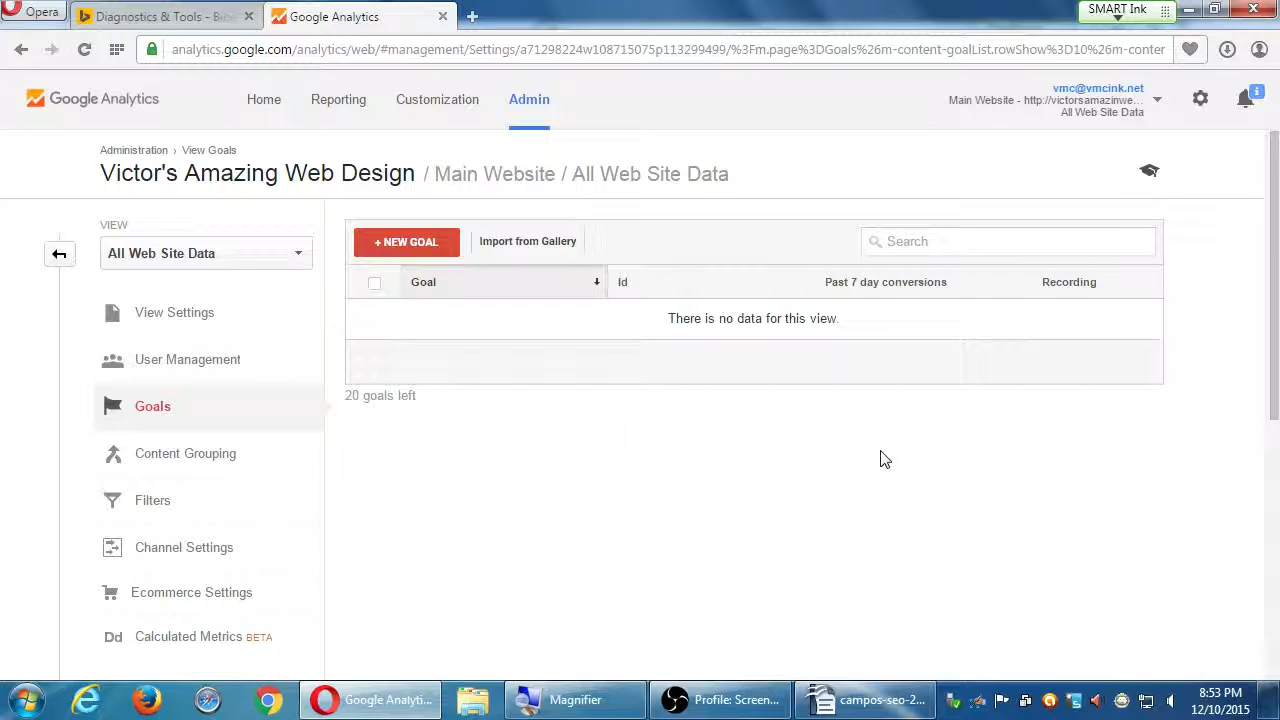 Opera
Diagnostics & Tools - Bi
Google Analytics
SMART Ink
analytics.google.com/analytics/web/#management/Settings/a71298224w108715075p113299499/%3Fm.page%3DGoals%26m-content-goalList.rowShow%3D10%26m-conter
Google Analytics
Home
Reporting
Customization
Admin
vmc@vmcink.net
Main Website - http://victorsamazinwe...
All Web Site Data
Administration › View Goals
Victor's Amazing Web Design / Main Website / All Web Site Data
VIEW
All Web Site Data
View Settings
User Management
Goals
Content Grouping
Filters
Channel Settings
Ecommerce Settings
Dd Calculated Metrics BETA
+ NEW GOAL
Import from Gallery
Search
Goal
Id
Past 7 day conversions
Recording
There is no data for this view.
20 goals left
Google Analyti...
Magnifier
Profile: Screen...
campos-seo-2...
8:53 PM
12/10/2015